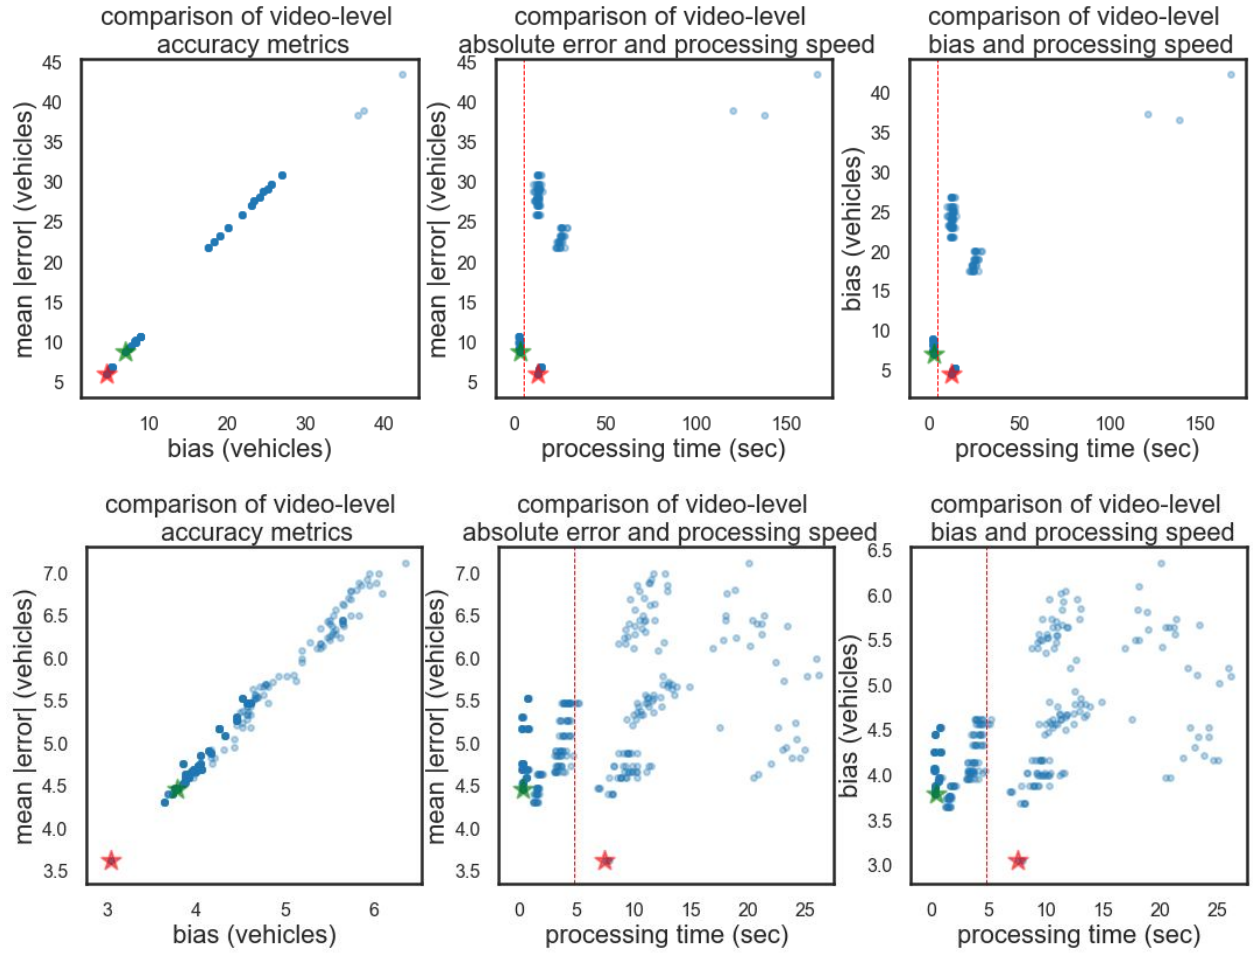 comparison of video-level
accuracy metrics
45
40
35
30
25
20
15
10
5
mean |error| (vehicles)
10 20 30 40
bias (vehicles)
comparison of video-level
absolute error and processing speed
45
40
35
30
25
20
15
10
5
mean |error| (vehicles)
0 50 100 150
processing time (sec)
comparison of video-level
bias and processing speed
40
35
30
25
20
15
10
5
bias (vehicles)
0 50 100 150
processing time (sec)
comparison of video-level
accuracy metrics
7.0
6.5
6.0
5.5
5.0
4.5
4.0
3.5
mean |error| (vehicles)
3 4 5 6
bias (vehicles)
comparison of video-level
absolute error and processing speed
7.0
6.5
6.0
5.5
5.0
4.5
4.0
3.5
mean |error| (vehicles)
0 5 10 15 20 25
processing time (sec)
comparison of video-level
bias and processing speed
6.5
6.0
5.5
5.0
4.5
4.0
3.5
3.0
bias (vehicles)
0 5 10 15 20 25
processing time (sec)